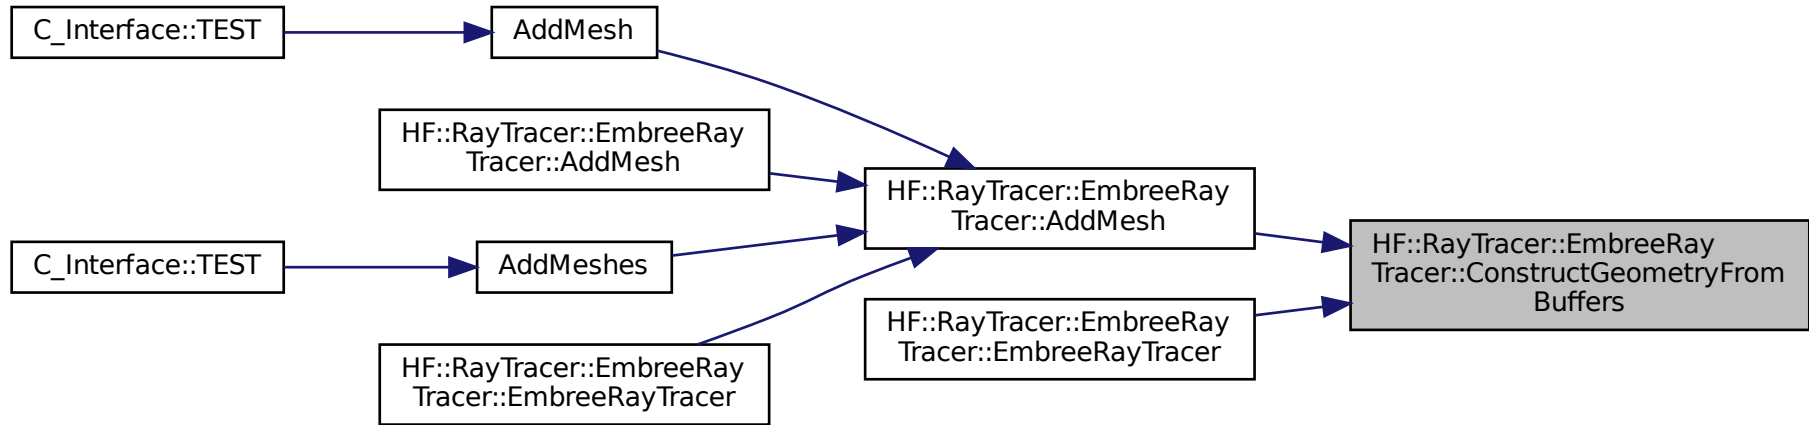 C_Interface::TEST
AddMesh
HF::RayTracer::EmbreeRay
Tracer::AddMesh
HF::RayTracer::EmbreeRay
Tracer::AddMesh
HF::RayTracer::EmbreeRay
Tracer::ConstructGeometryFrom
Buffers
C_Interface::TEST
AddMeshes
HF::RayTracer::EmbreeRay
Tracer::EmbreeRayTracer
HF::RayTracer::EmbreeRay
Tracer::EmbreeRayTracer